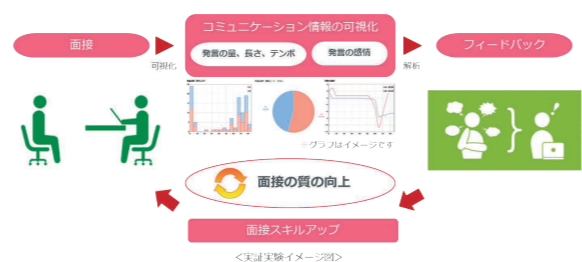 コミュニケーション情報の可視化
面接
発言の量、長さ、テンポ
発言の感情
フィードバック
可視化
解析
※グラフはイメージです
面接の質の向上
面接スキルアップ
<実証実験イメージ図>